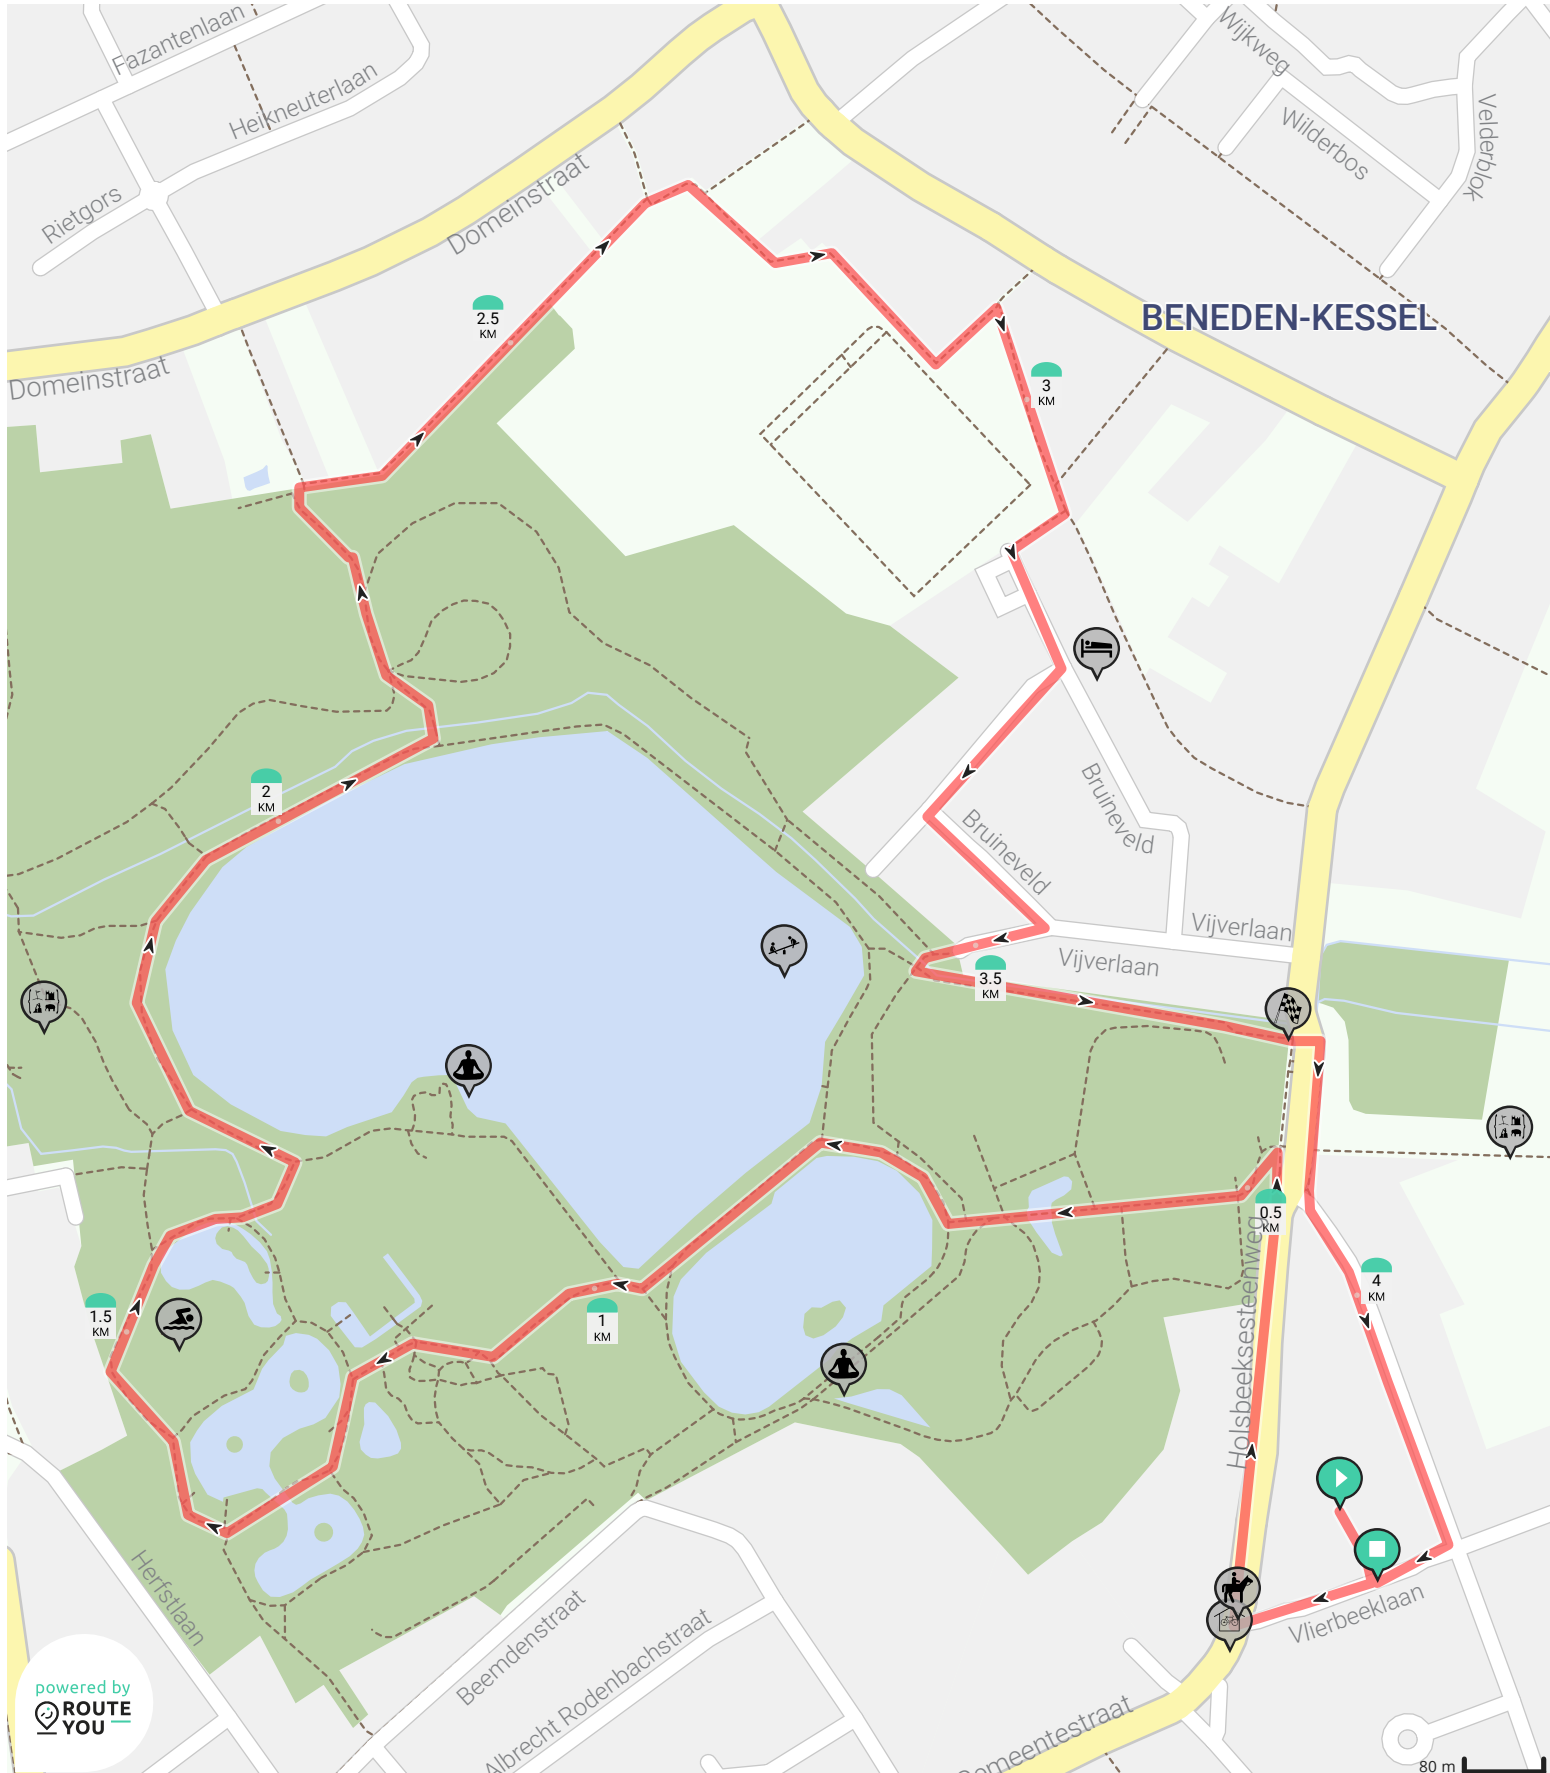 Fazantenlaan
Wijkweg
Heikneuterlaan
Velderblok
Wilderbos
Rietgors
Domeinstraat
2.5
KM
BENEDEN-KESSEL
Domeinstraat
3
KM
2
KM
Bruineveld
Bruineveld
Vijverlaan
Vijverlaan
3.5
KM
0.5
KM
Holsbeeksesteenweg
4
KM
1.5
KM
1
KM
Herfstlaan
Vlierbeeklaan
Beemdenstraat
Albrecht Rodenbachstraat
Gemeentestraat
powered by
ROUTE
YOU
80 m